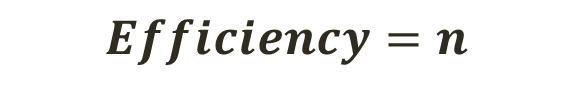 Efficiency = n